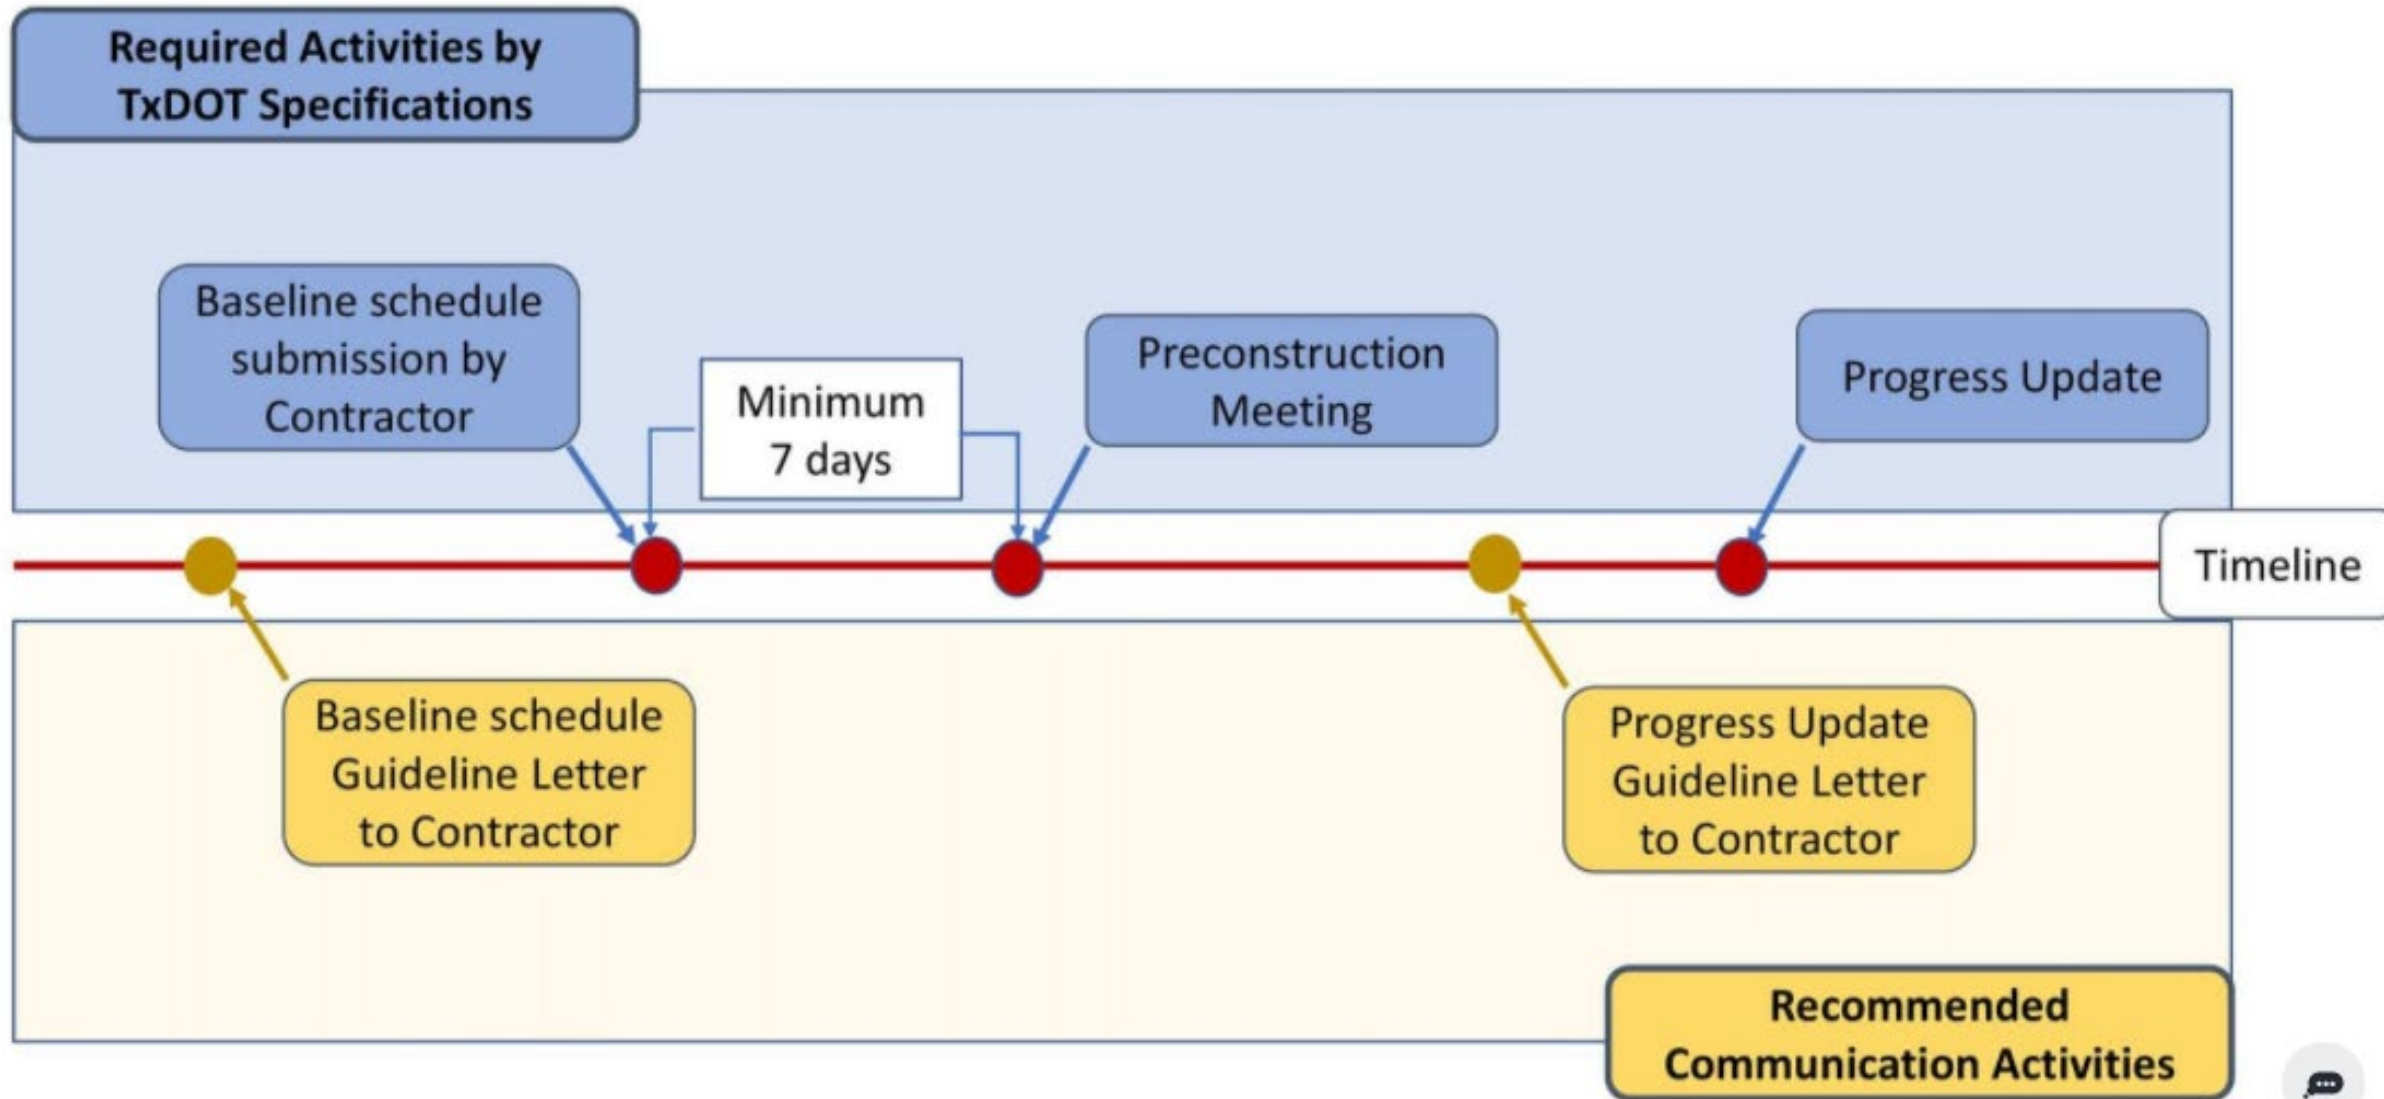 Required Activities by
TxDOT Specifications
Baseline schedule
submission by
Contractor
Minimum
7 days
Preconstruction
Meeting
Progress Update
Timeline
Baseline schedule
Guideline Letter
to Contractor
Progress Update
Guideline Letter
to Contractor
Recommended
Communication Activities